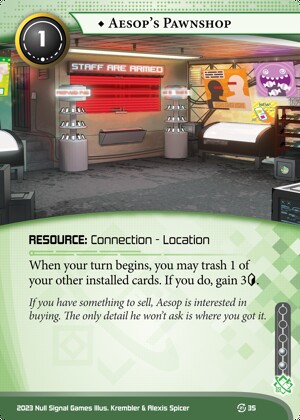 1
◆ Aesop's Pawnshop
STAFF ARE ARMED
RESOURCE: Connection - Location
When your turn begins, you may trash 1 of
your other installed cards. If you do, gain 3
If you have something to sell, Aesop is interested in
buying. The only detail he won't ask is where you got it.
2023 Null Signal Games Illus. Krembler & Alexis Spicer
35